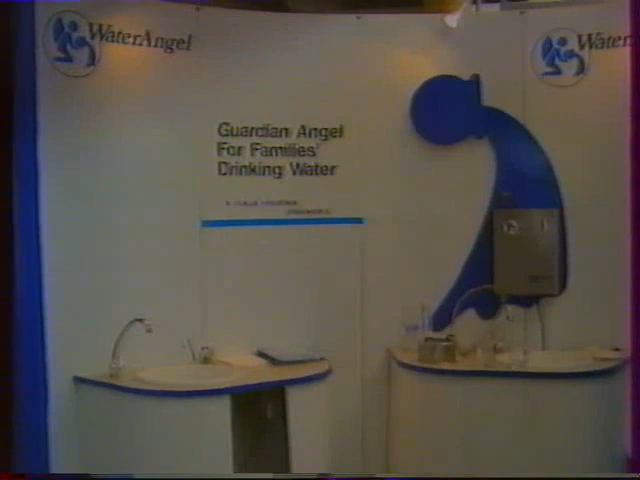 WaterAngel
Water
Guardian Angel
For Families'
Drinking Water